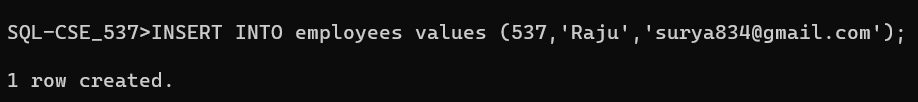 SQL-CSE_537>INSERT INTO employees values (537,'Raju','surya834@gmail.com');
1 row created.